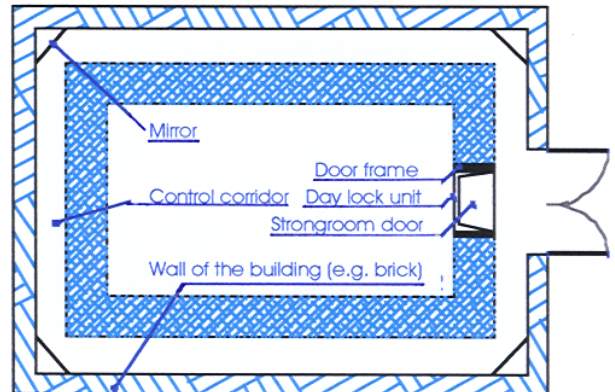 Mirror
Door frame
Control corridor
Day lock unit
Strongroom door
Wall of the building (e.g. brick)